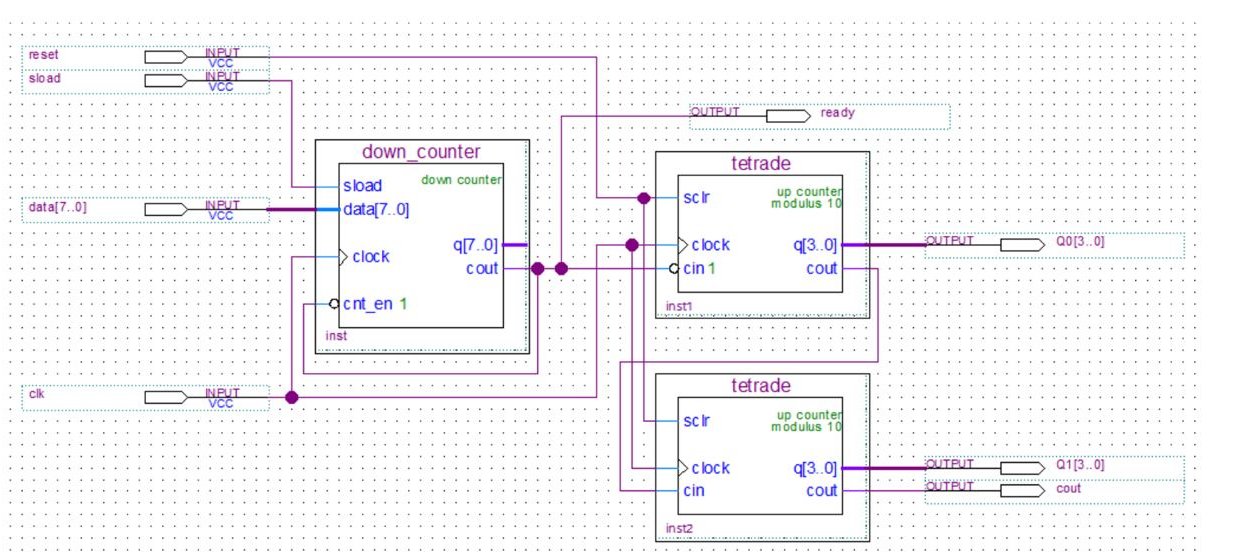 reset
INPUT
VCC
sload
INPUT
VCC
OUTPUT
ready
down_counter
down counter
sload
data[7..0]
q[7..0]
clock
cout
cnt_en 1
inst
data[7..0]
INPUT
VCC
clk
INPUT
VCC
tetrade
up counter
modulus 10
sclr
clock
q[3..0]
cin 1
cout
inst1
OUTPUT
Q0[3..0]
tetrade
up counter
modulus 10
sclr
clock
q[3..0]
cin
cout
inst2
OUTPUT
Q1[3..0]
OUTPUT
cout